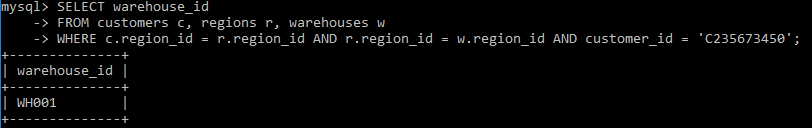 mysql> SELECT warehouse_id
    -> FROM customers c, regions r, warehouses w
    -> WHERE c.region_id = r.region_id AND r.region_id = w.region_id AND customer_id = 'C235673450';
+--------------+
| warehouse_id |
+--------------+
| WH001        |
+--------------+